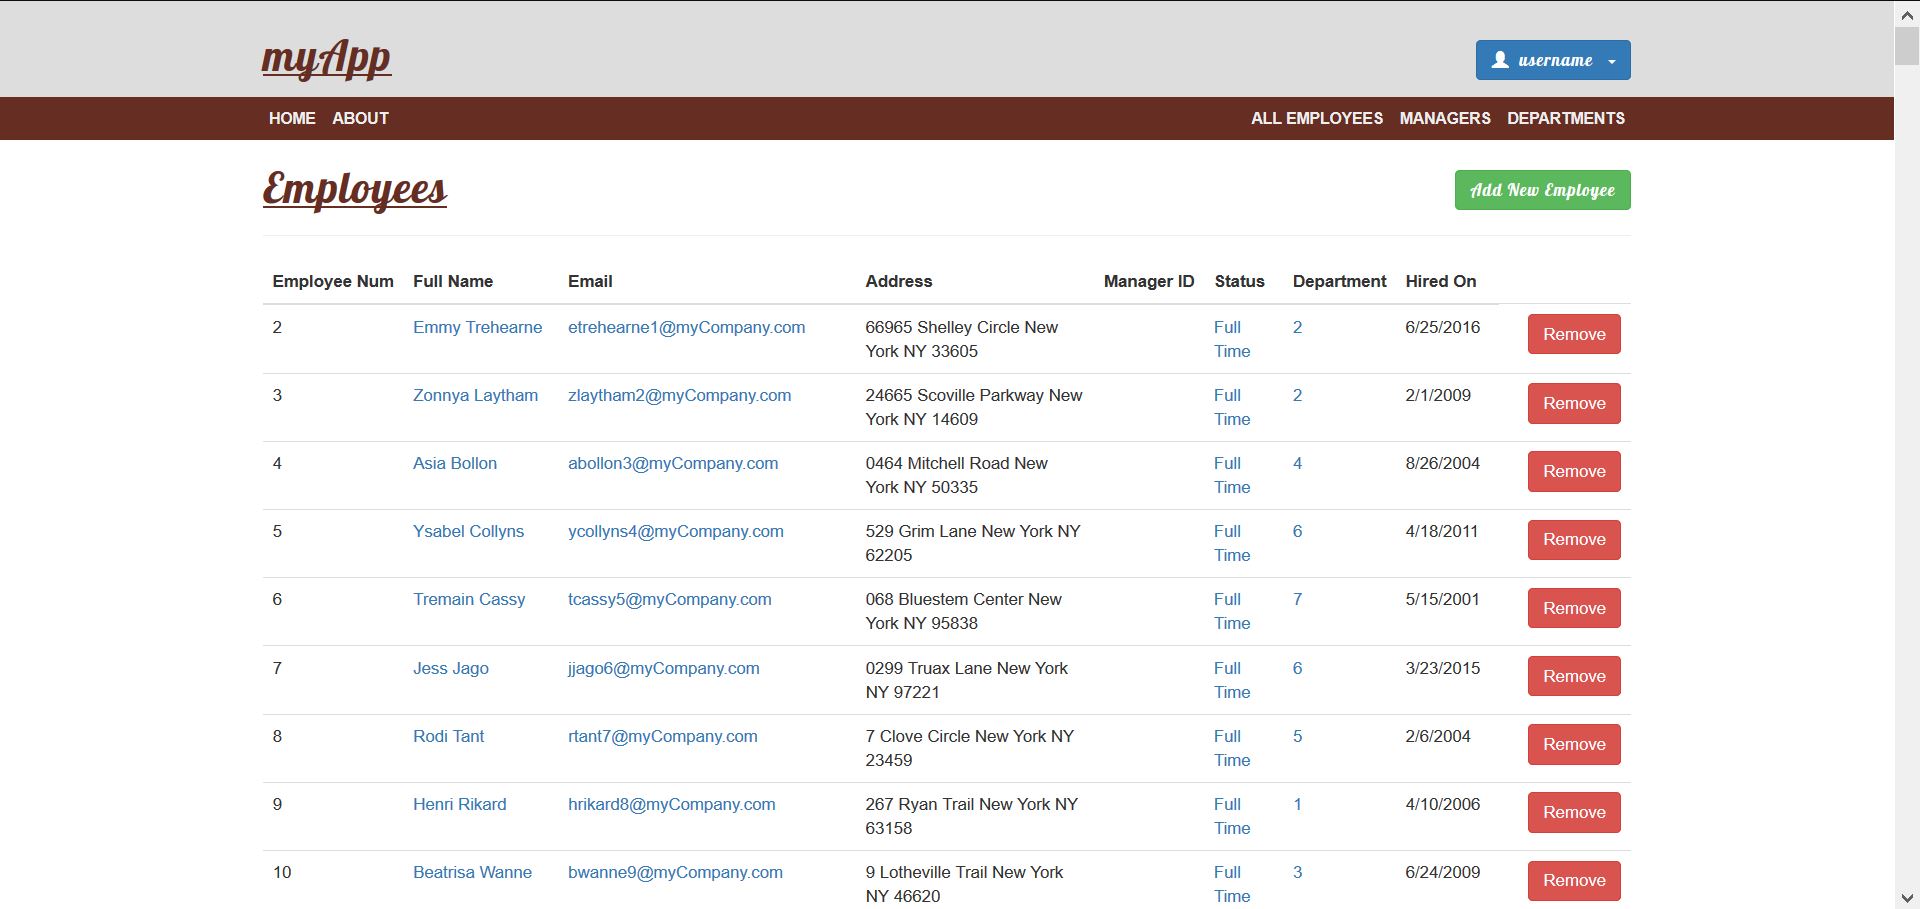 myApp
username
HOME ABOUT ALL EMPLOYEES MANAGERS DEPARTMENTS
Employees
Add New Employee
Employee Num Full Name Email Address Manager ID Status Department Hired On
2 Emmy Trehearne etrehearne1@myCompany.com 66965 Shelley Circle New Full 2 6/25/2016 Remove
York NY 33605 Time
3 Zonnya Laytham zlaytham2@myCompany.com 24665 Scoville Parkway New Full 2 2/1/2009 Remove
York NY 14609 Time
4 Asia Bollon abollon3@myCompany.com 0464 Mitchell Road New Full 4 8/26/2004 Remove
York NY 50335 Time
5 Ysabel Collyns ycollyns4@myCompany.com 529 Grim Lane New York NY Full 6 4/18/2011 Remove
62205 Time
6 Tremain Cassy tcassy5@myCompany.com 068 Bluestem Center New Full 7 5/15/2001 Remove
York NY 95838 Time
7 Jess Jago jjago6@myCompany.com 0299 Truax Lane New York Full 6 3/23/2015 Remove
NY 97221 Time
8 Rodi Tant rtant7@myCompany.com 7 Clove Circle New York NY Full 5 2/6/2004 Remove
23459 Time
9 Henri Rikard hrikard8@myCompany.com 267 Ryan Trail New York NY Full 1 4/10/2006 Remove
63158 Time
10 Beatrisa Wanne bwanne9@myCompany.com 9 Lotheville Trail New York Full 3 6/24/2009 Remove
NY 46620 Time